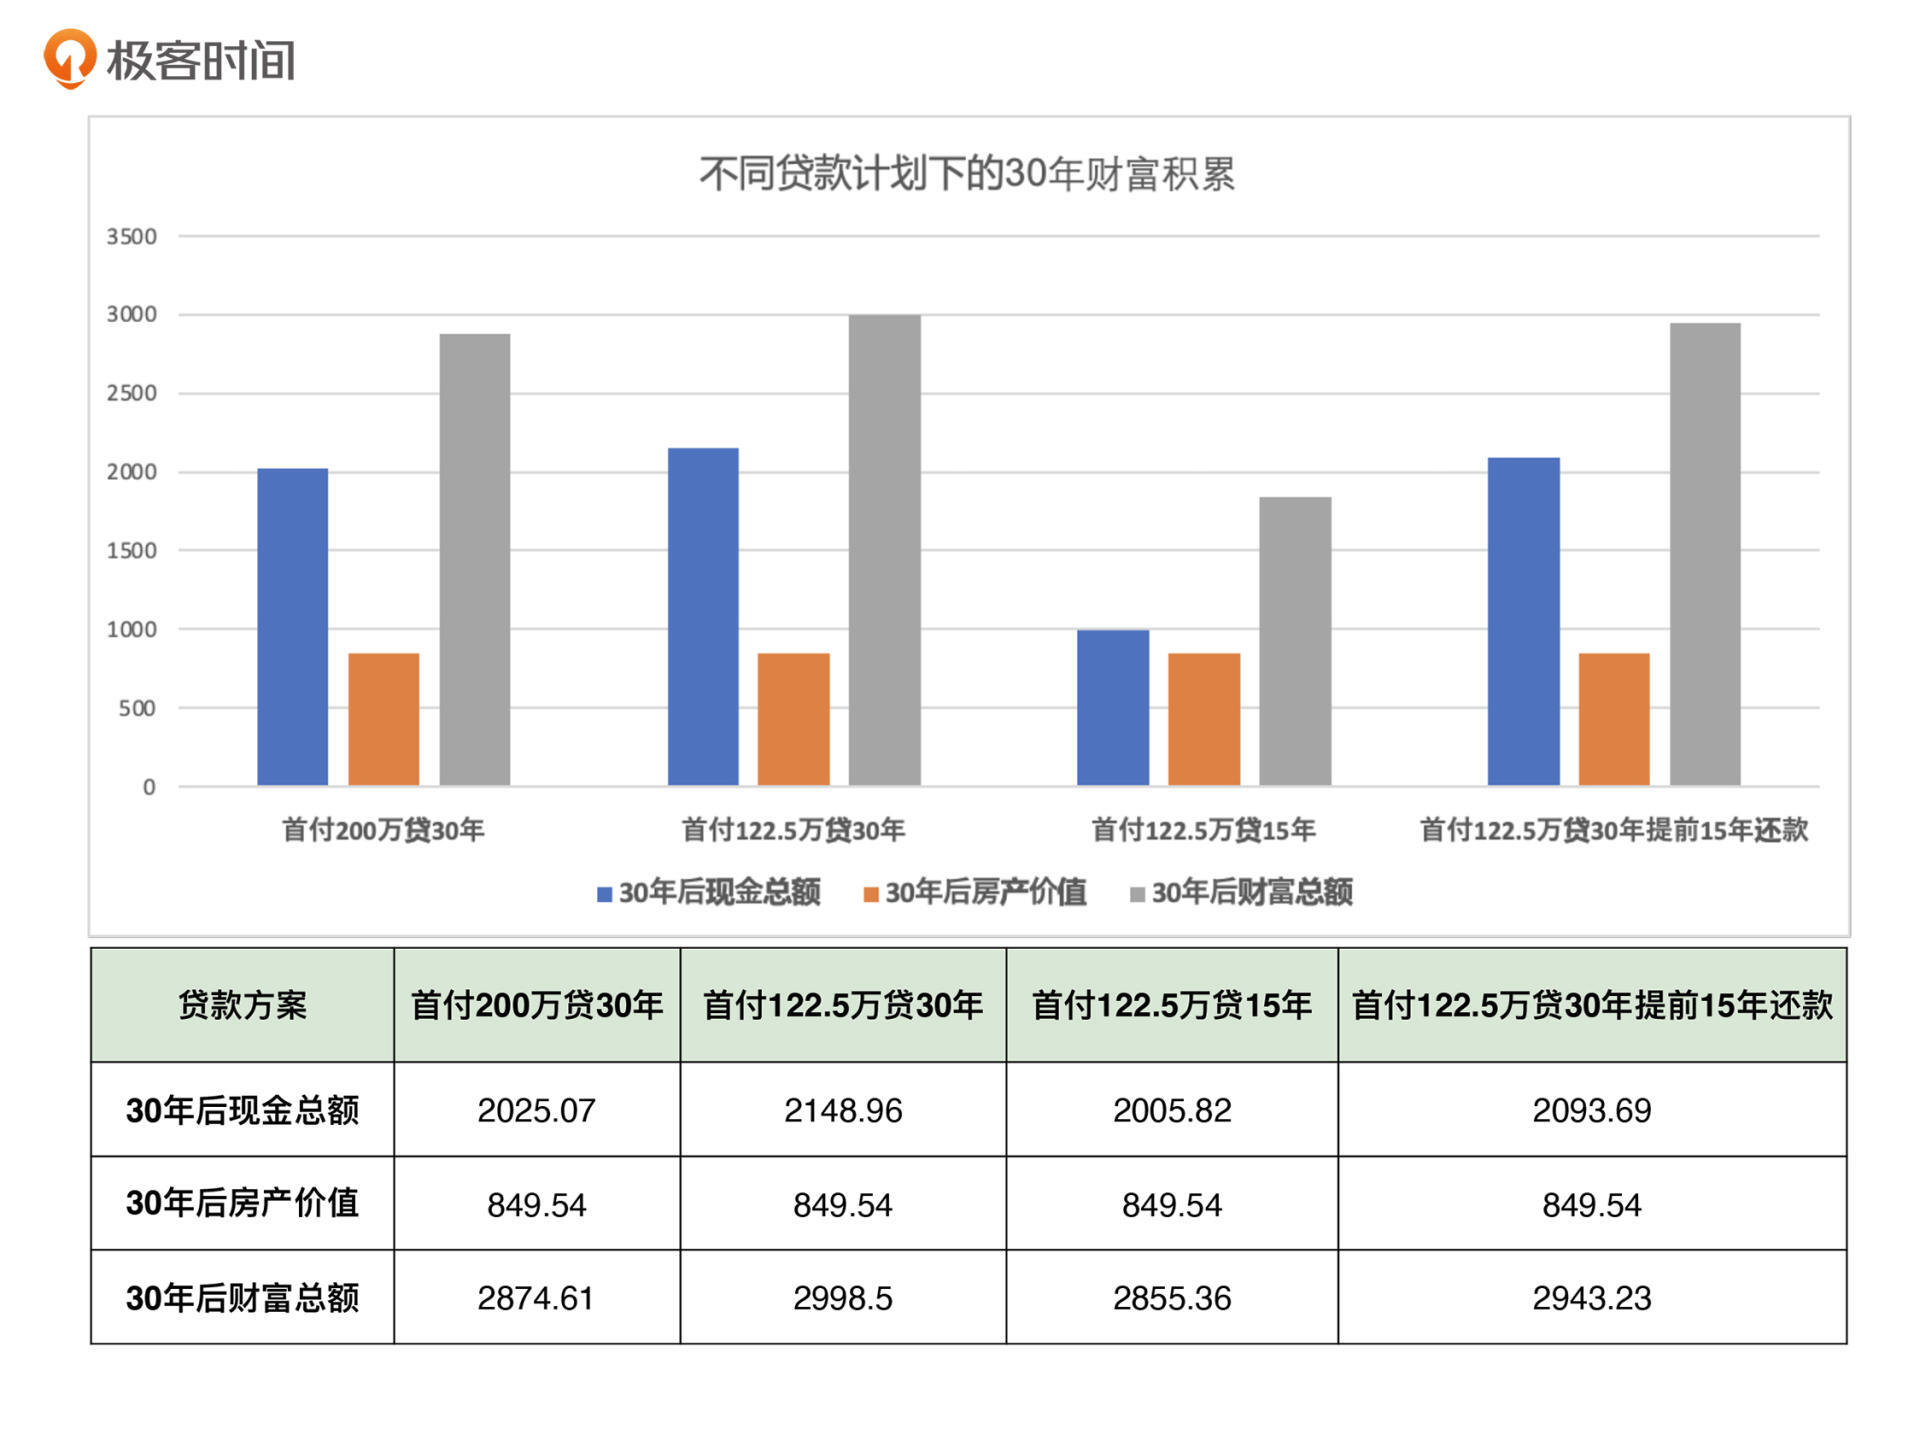 极客时间
不同贷款计划下的30年财富积累
3500
3000
2500
2000
1500
1000
500
0
首付200万贷30年 首付122.5万贷30年 首付122.5万贷15年 首付122.5万贷30年提前15年还款
30年后现金总额 30年后房产价值 30年后财富总额
贷款方案 首付200万贷30年 首付122.5万贷30年 首付122.5万贷15年 首付122.5万贷30年提前15年还款
30年后现金总额 2025.07 2148.96 2005.82 2093.69
30年后房产价值 849.54 849.54 849.54 849.54
30年后财富总额 2874.61 2998.5 2855.36 2943.23